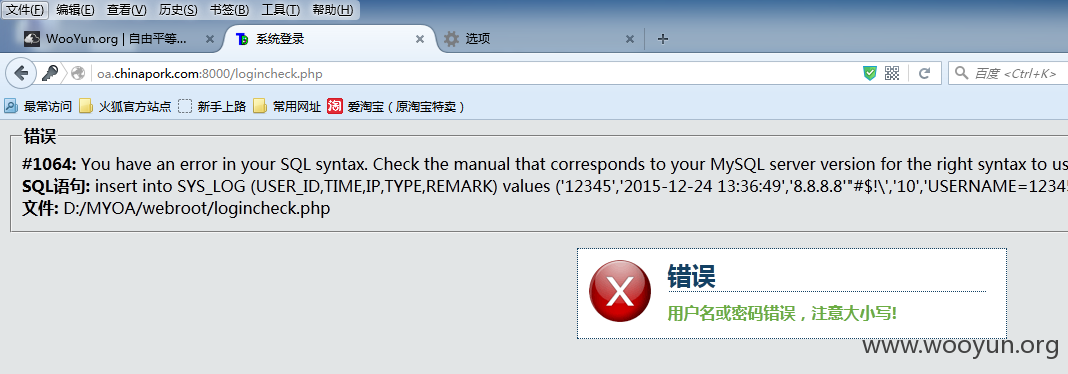 文件(F) 编辑(E) 查看(V) 历史(S) 书签(B) 工具(T) 帮助(H)
WooYun.org | 自由平等... 系统登录 选项
oa.chinapork.com:8000/logincheck.php 百度 <Ctrl+K>
最常访问 火狐官方站点 新手上路 常用网址 爱淘宝（原淘宝特卖）
错误
#1064: You have an error in your SQL syntax. Check the manual that corresponds to your MySQL server version for the right syntax to us
SQL语句: insert into SYS_LOG (USER_ID,TIME,IP,TYPE,REMARK) values ('12345','2015-12-24 13:36:49','8.8.8.8'"#$!\','10','USERNAME=12345
文件: D:/MYOA/webroot/logincheck.php
错误
用户名或密码错误，注意大小写!
www.wooyun.org